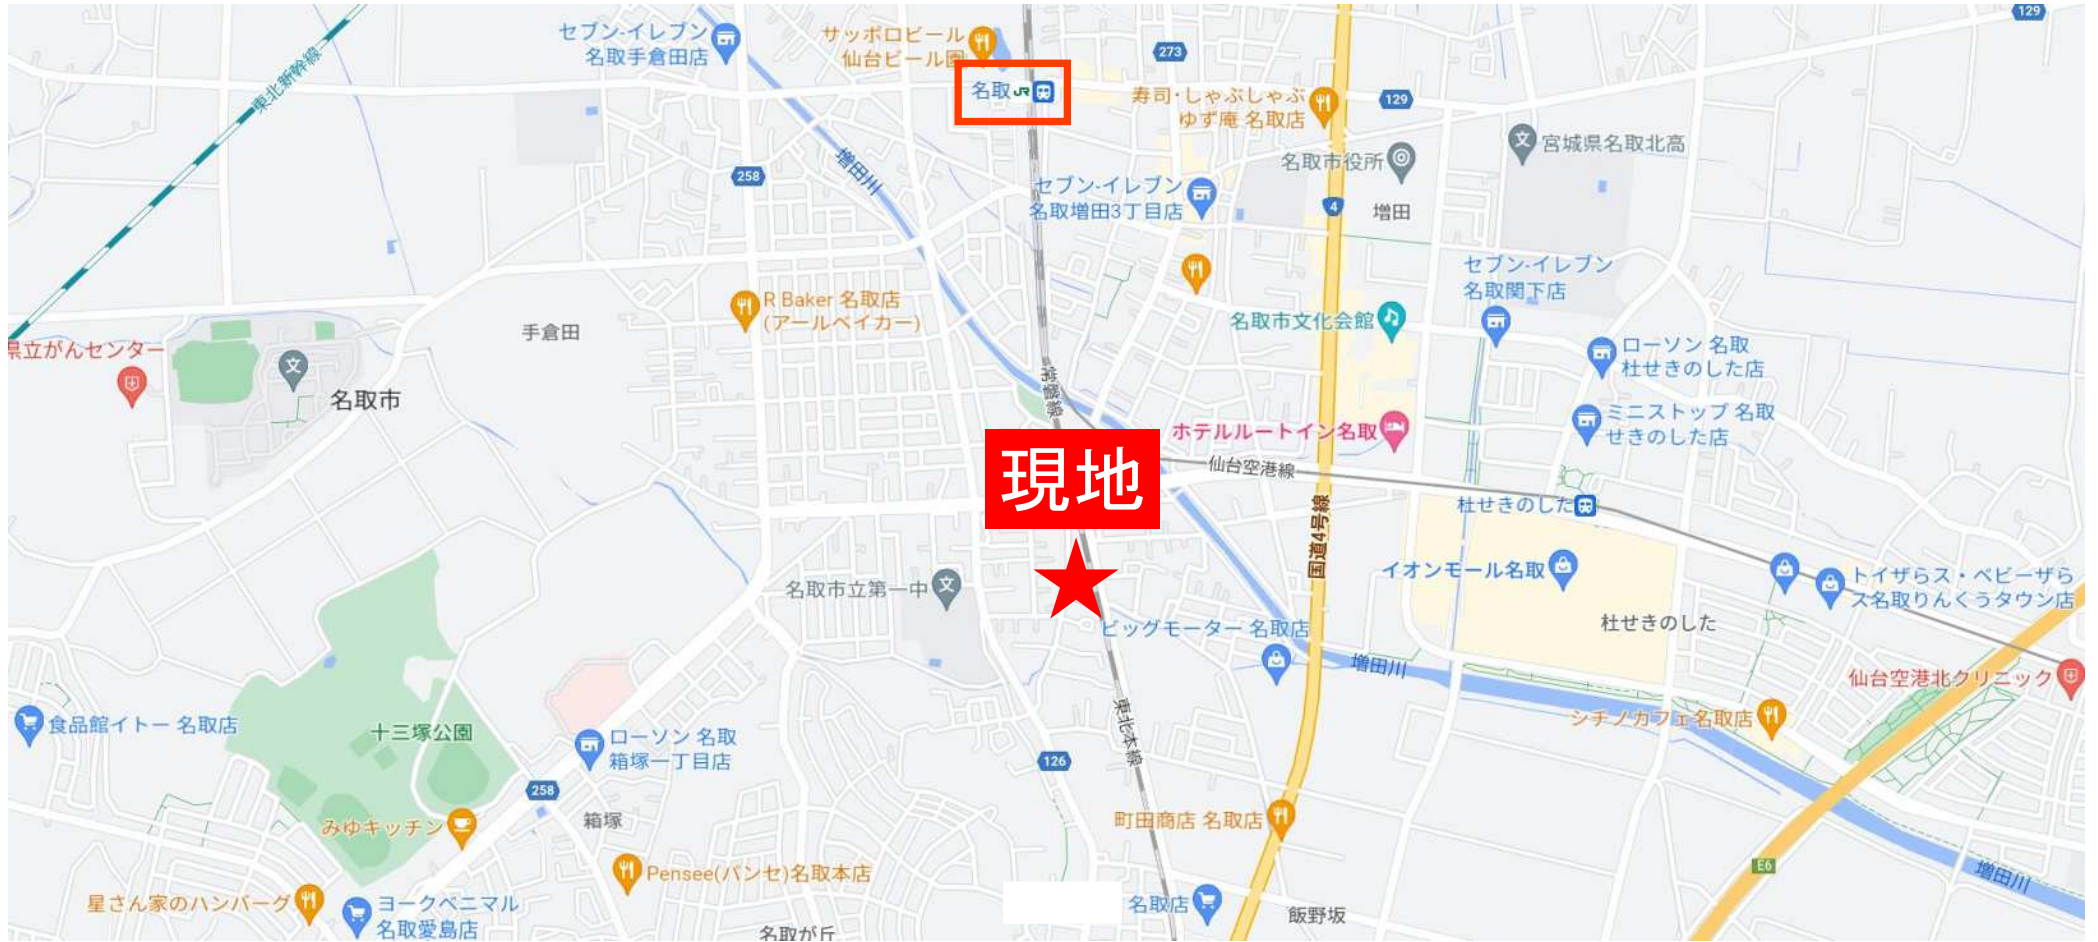 129
セブン-イレブン
名取手倉田店
サッポロビール
仙台ビール園
273
東北新幹線
名取 JR
寿司・しゃぶしゃぶ
ゆず庵 名取店
129
宮城県名取北高
名取市役所
増田川
258
セブン-イレブン
名取増田3丁目店
4
増田
セブン-イレブン
名取関下店
R Baker 名取店
(アールベイカー)
手倉田
名取市文化会館
県立がんセンター
ローソン 名取
杜せきのした店
名取市
常磐線
ミニストップ 名取
せきのした店
ホテルルートイン名取
現地
仙台空港線
杜せきのした
国道4号線
イオンモール名取
名取市立第一中
トイザらス・ベビーザら
ス名取りんくうタウン店
ビッグモーター 名取店
杜せきのした
増田川
仙台空港北クリニック
食品館イトー 名取店
十三塚公園
シチノカフェ名取店
東北本線
ローソン 名取
箱塚一丁目店
126
258
箱塚
みゆキッチン
町田商店 名取店
E6
Pensee(パンセ)名取本店
増田川
星さん家のハンバーグ
ヨークベニマル
名取愛島店
名取店
飯野坂
名取が丘